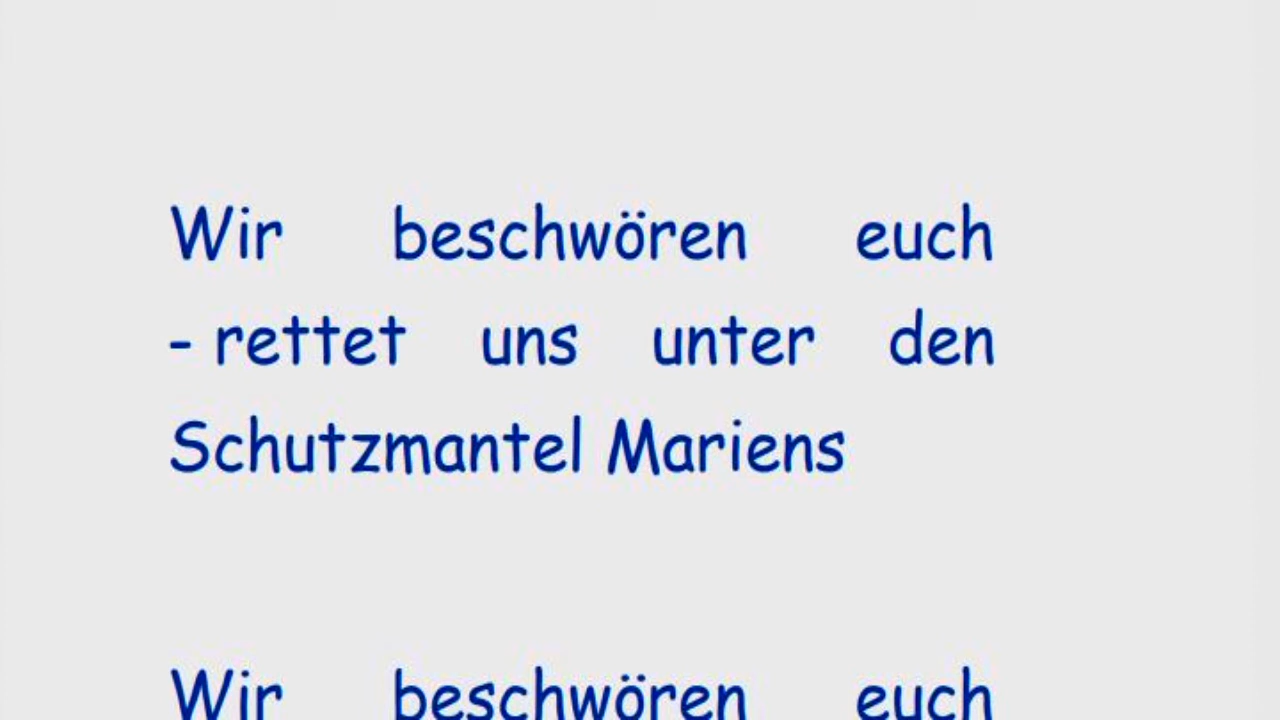 Wir beschwören euch
- rettet uns unter den
Schutzmantel Mariens
Wir beschwören euch